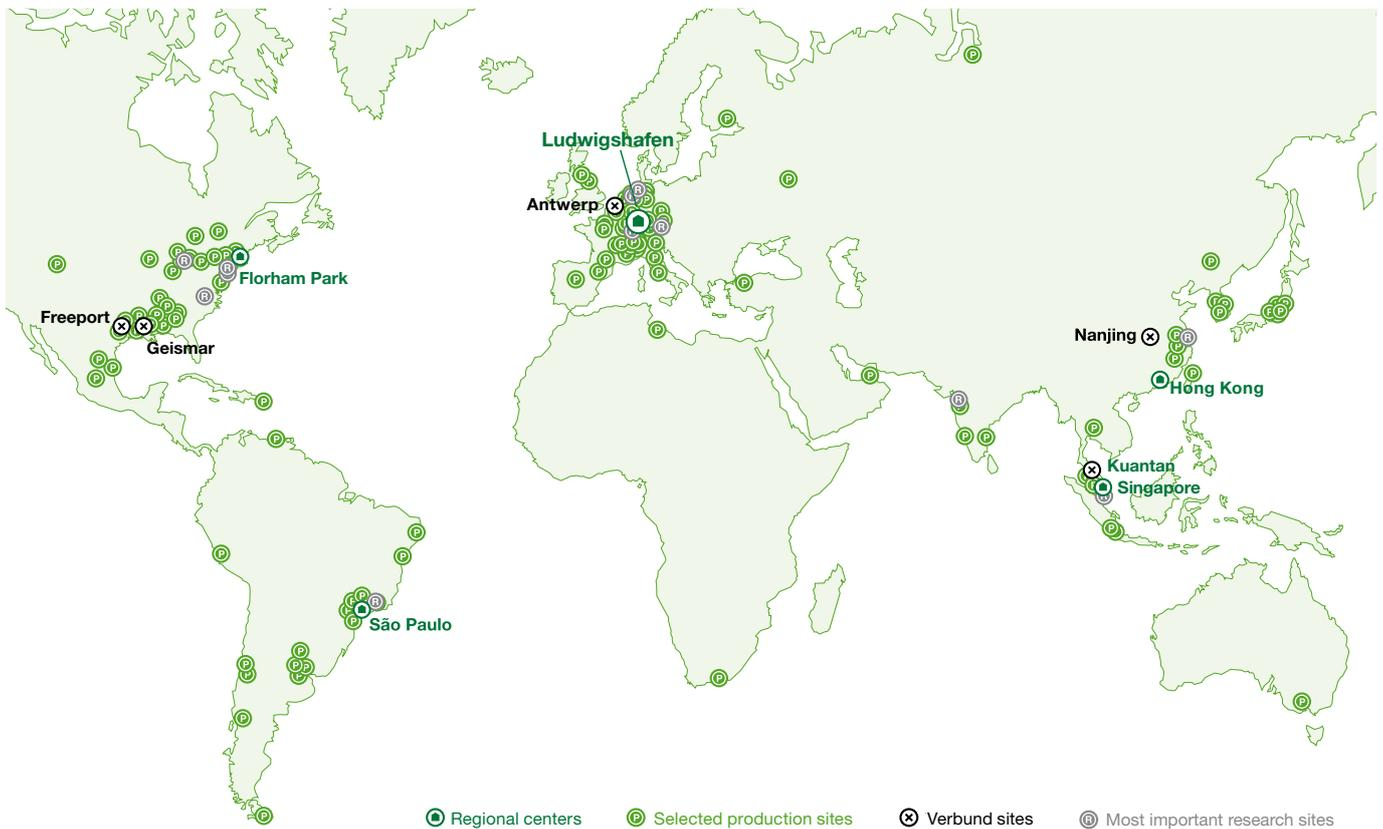 Ludwigshafen
Antwerp
Florham Park
Freeport
Geismar
Nanjing
Hong Kong
Kuantan
Singapore
São Paulo
Regional centers
P Selected production sites
Verbund sites
R Most important research sites